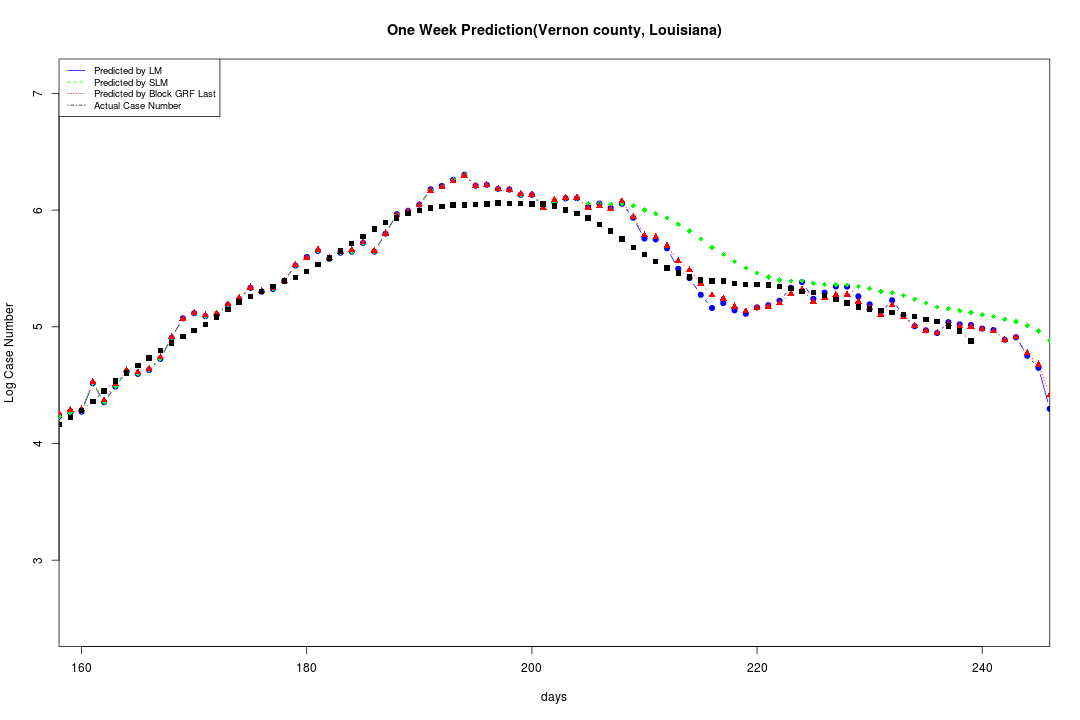 One Week Prediction(Vernon county, Louisiana)
Predicted by LM
Predicted by SLM
Predicted by Block GRF Last
Actual Case Number
7
6
5
4
3
Log Case Number
160 180 200 220 240
days